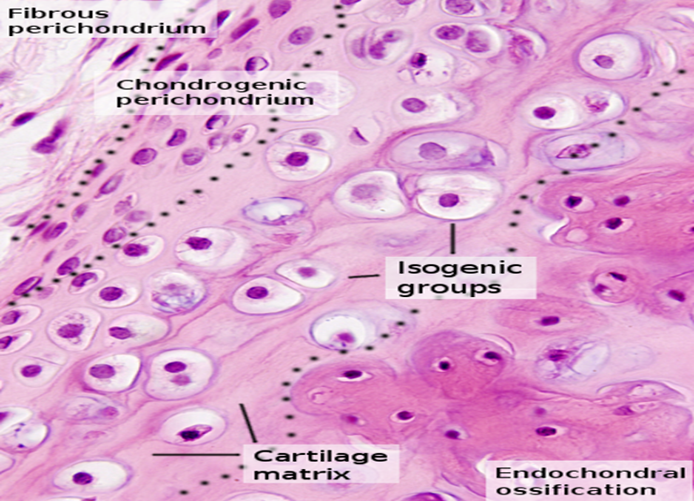 Fibrous
perichondrium
Chondrogenic
perichondrium
Isogenic
groups
Cartilage
matrix
Endochondral
ossification